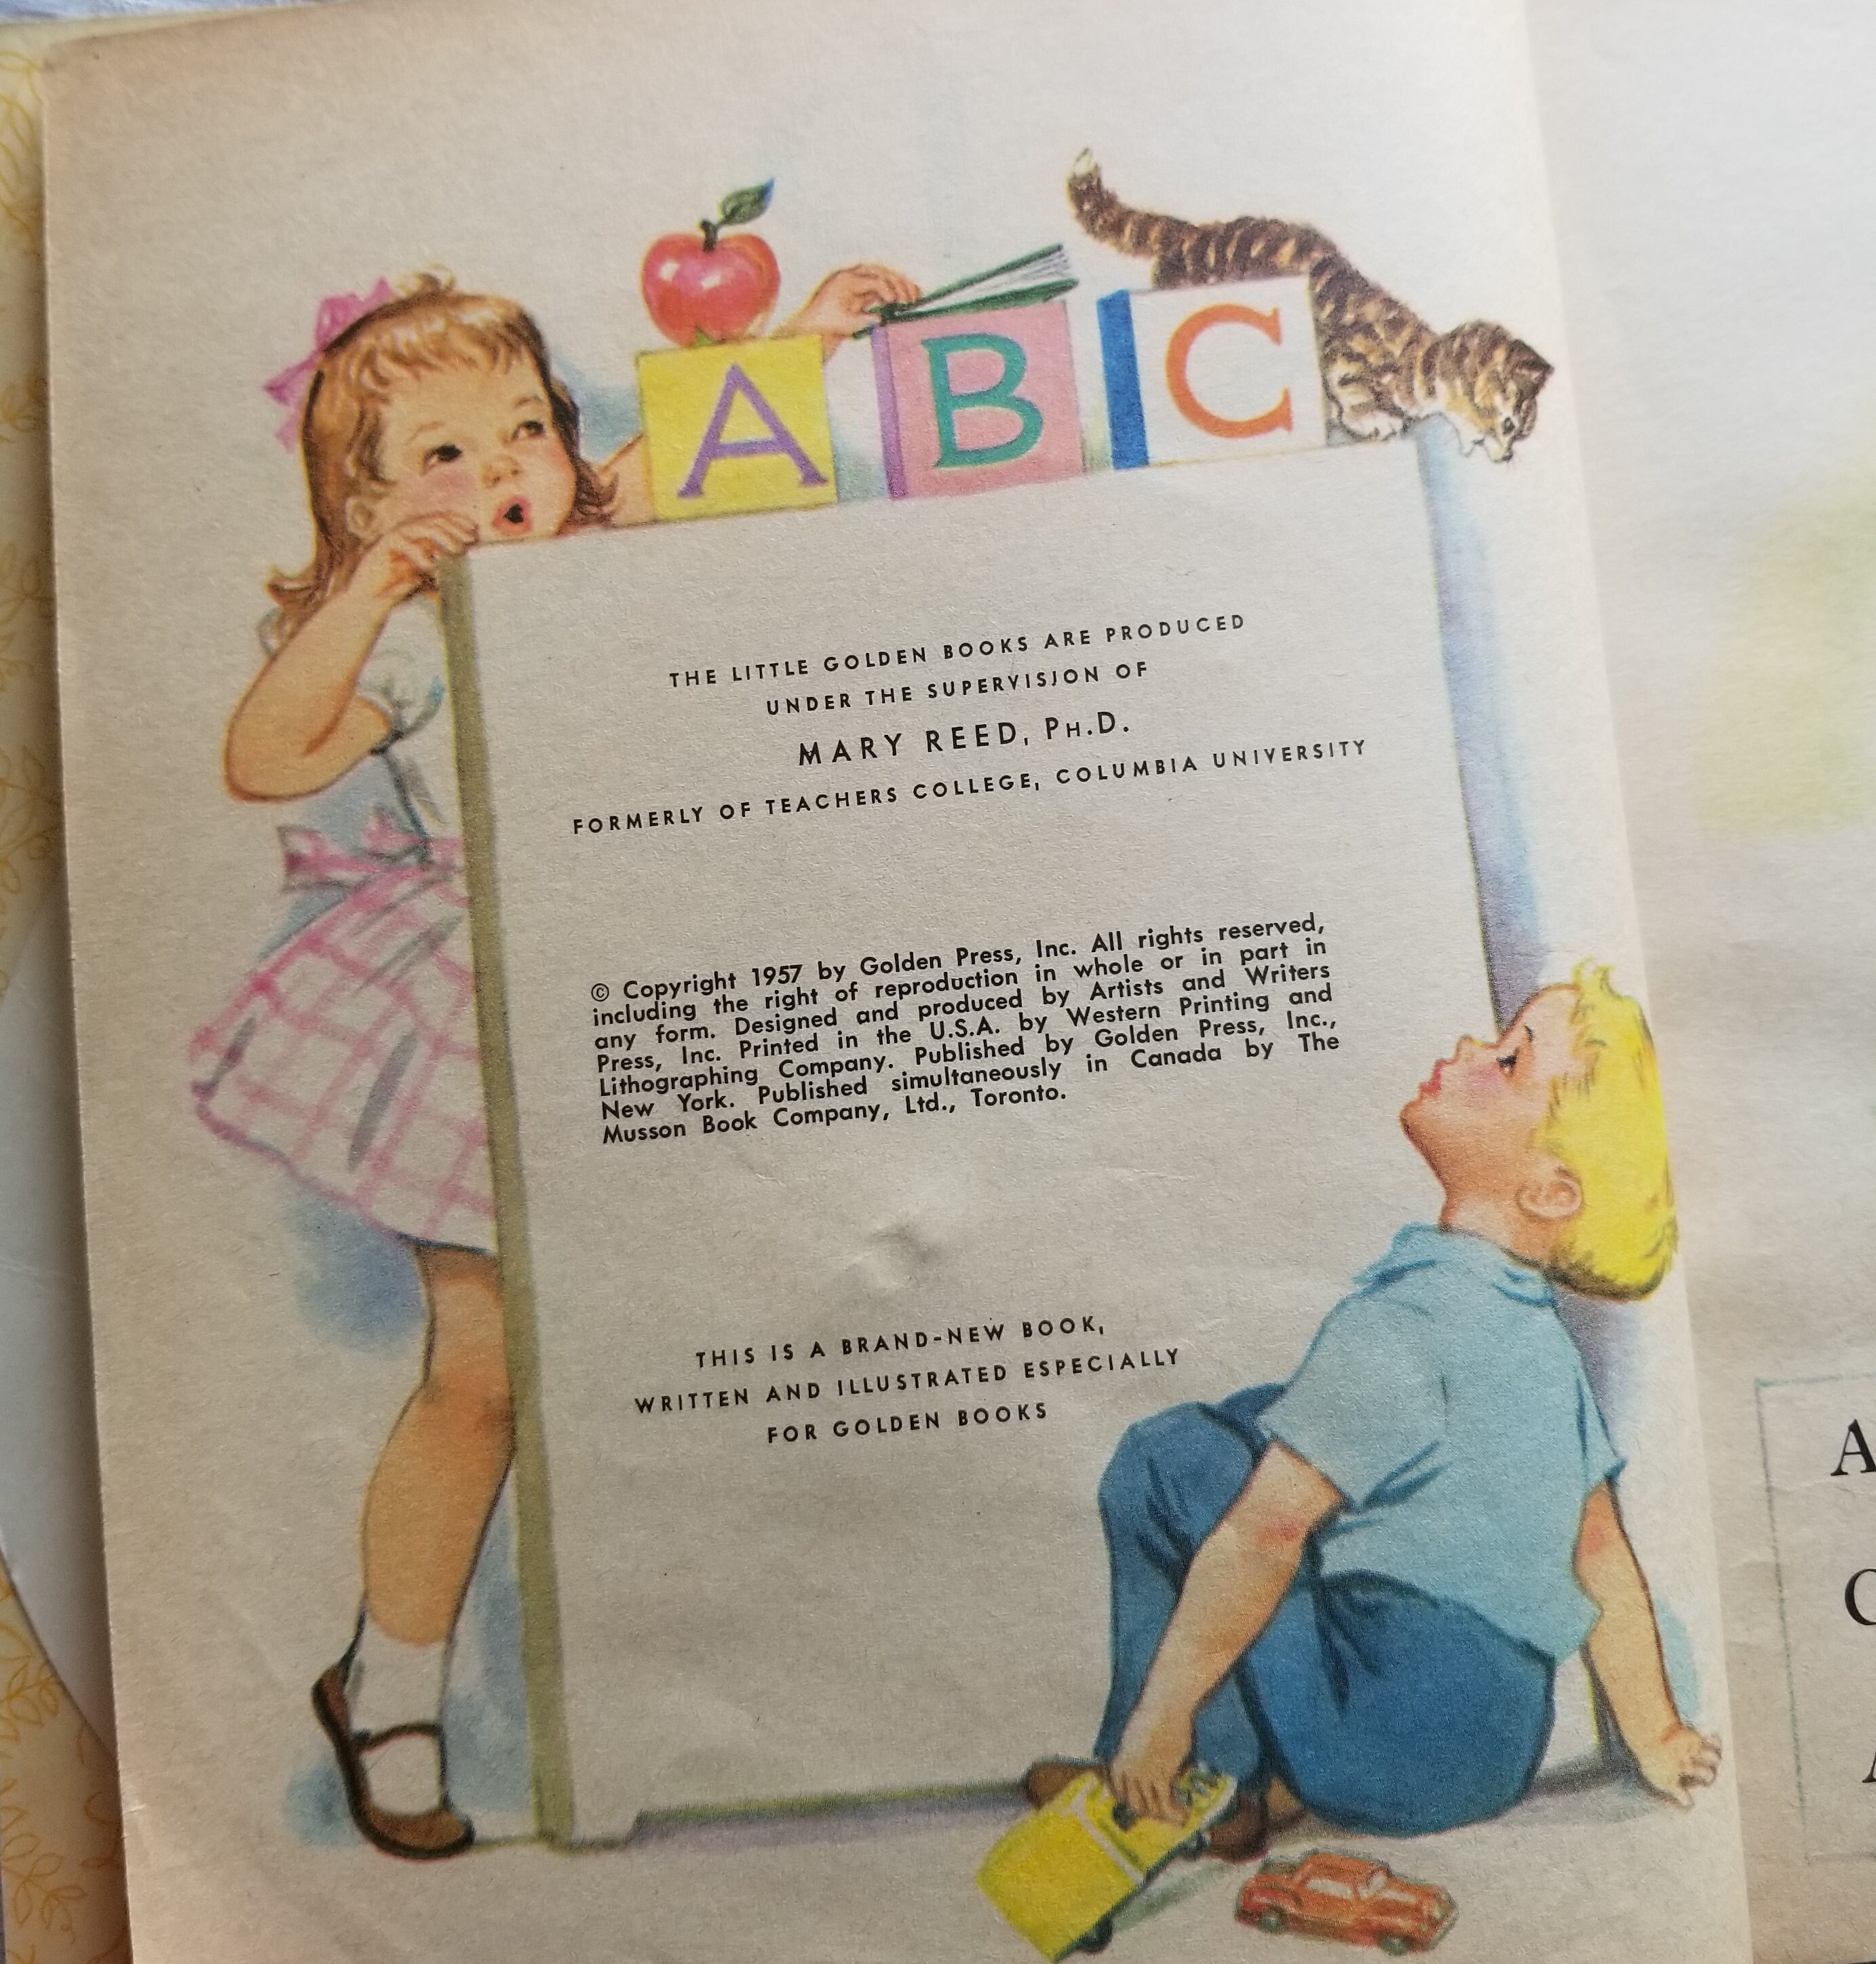 A B C
THE LITTLE GOLDEN BOOKS ARE PRODUCED
UNDER THE SUPERVISION OF
MARY REED, PH.D.
FORMERLY OF TEACHERS COLLEGE, COLUMBIA UNIVERSITY
© Copyright 1957 by Golden Press, Inc. All rights reserved,
including the right of reproduction in whole or in part in
any form. Designed and produced by Artists and Writers
Press, Inc. Printed in the U.S.A. by Western Printing and
Lithographing Company. Published by Golden Press, Inc.,
New York. Published simultaneously in Canada by The
Musson Book Company, Ltd., Toronto.
THIS IS A BRAND-NEW BOOK,
WRITTEN AND ILLUSTRATED ESPECIALLY
FOR GOLDEN BOOKS